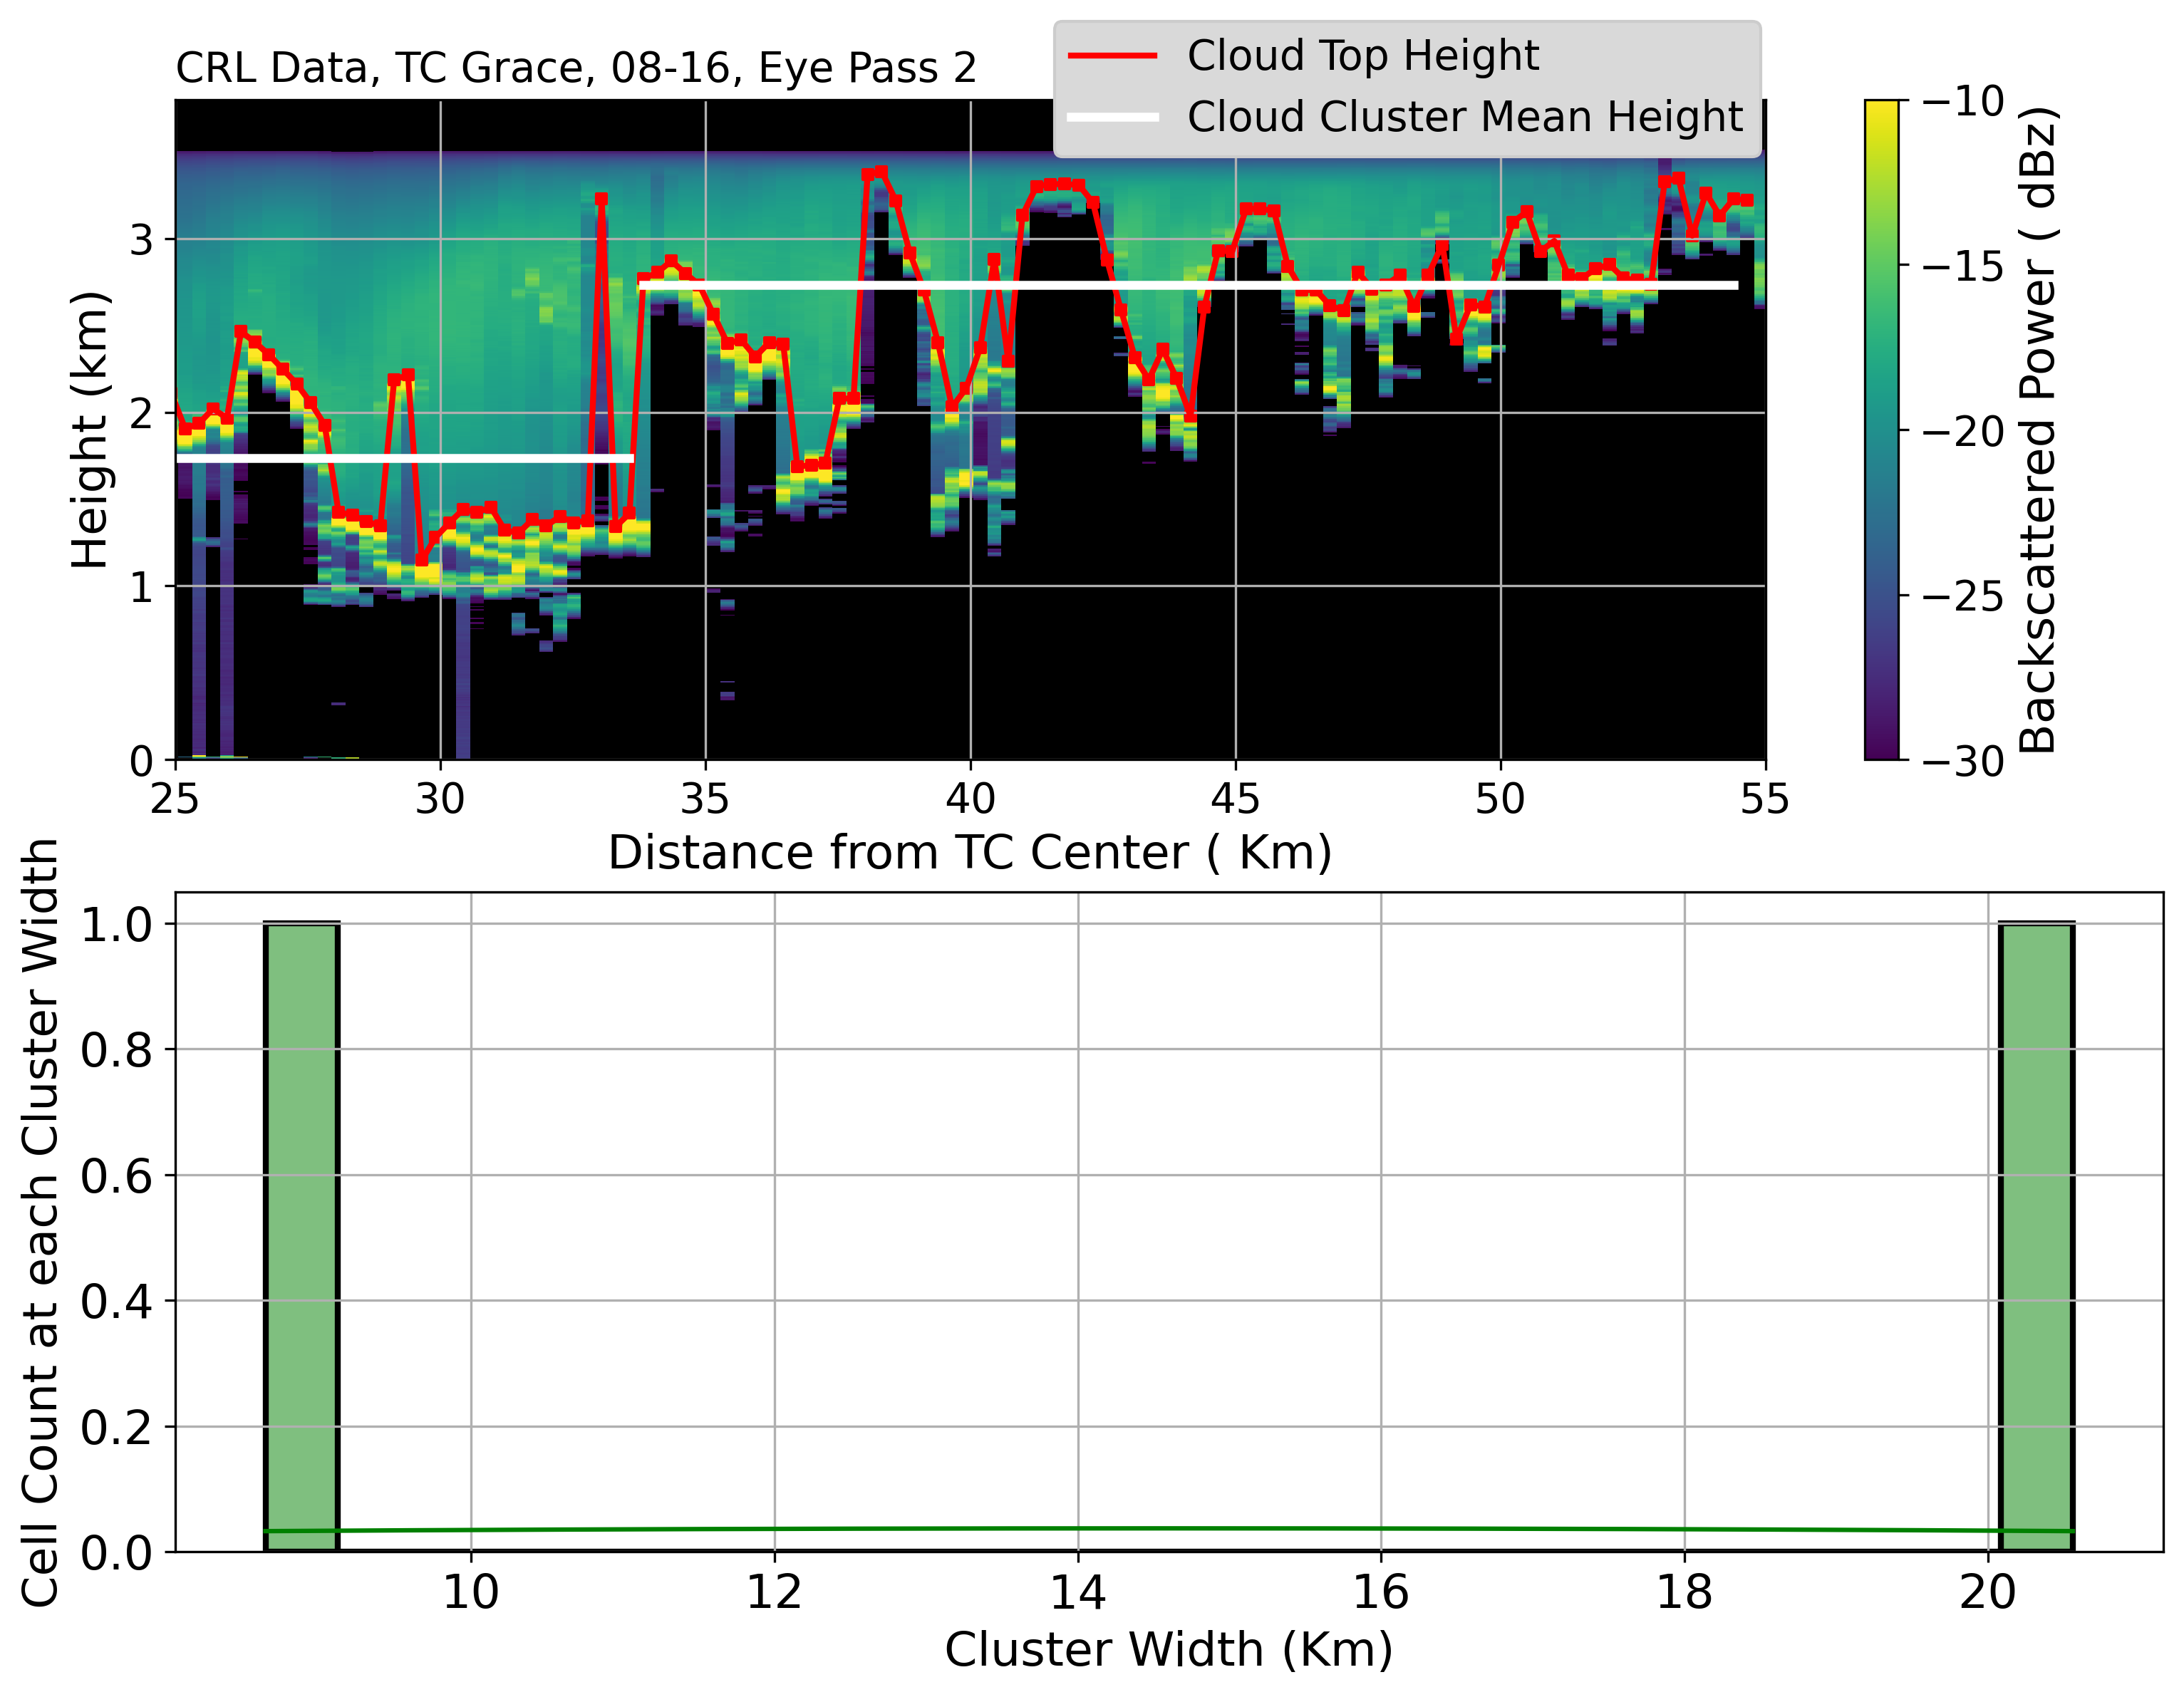 CRL Data, TC Grace, 08-16, Eye Pass 2
Cloud Top Height
Cloud Cluster Mean Height
Height (km)
3
2
1
0
25 30 35 40 45 50 55
Distance from TC Center ( Km)
−10
−15
−20
−25
−30
Backscattered Power ( dBz)
Cell Count at each Cluster Width
1.0
0.8
0.6
0.4
0.2
0.0
10 12 14 16 18 20
Cluster Width (Km)